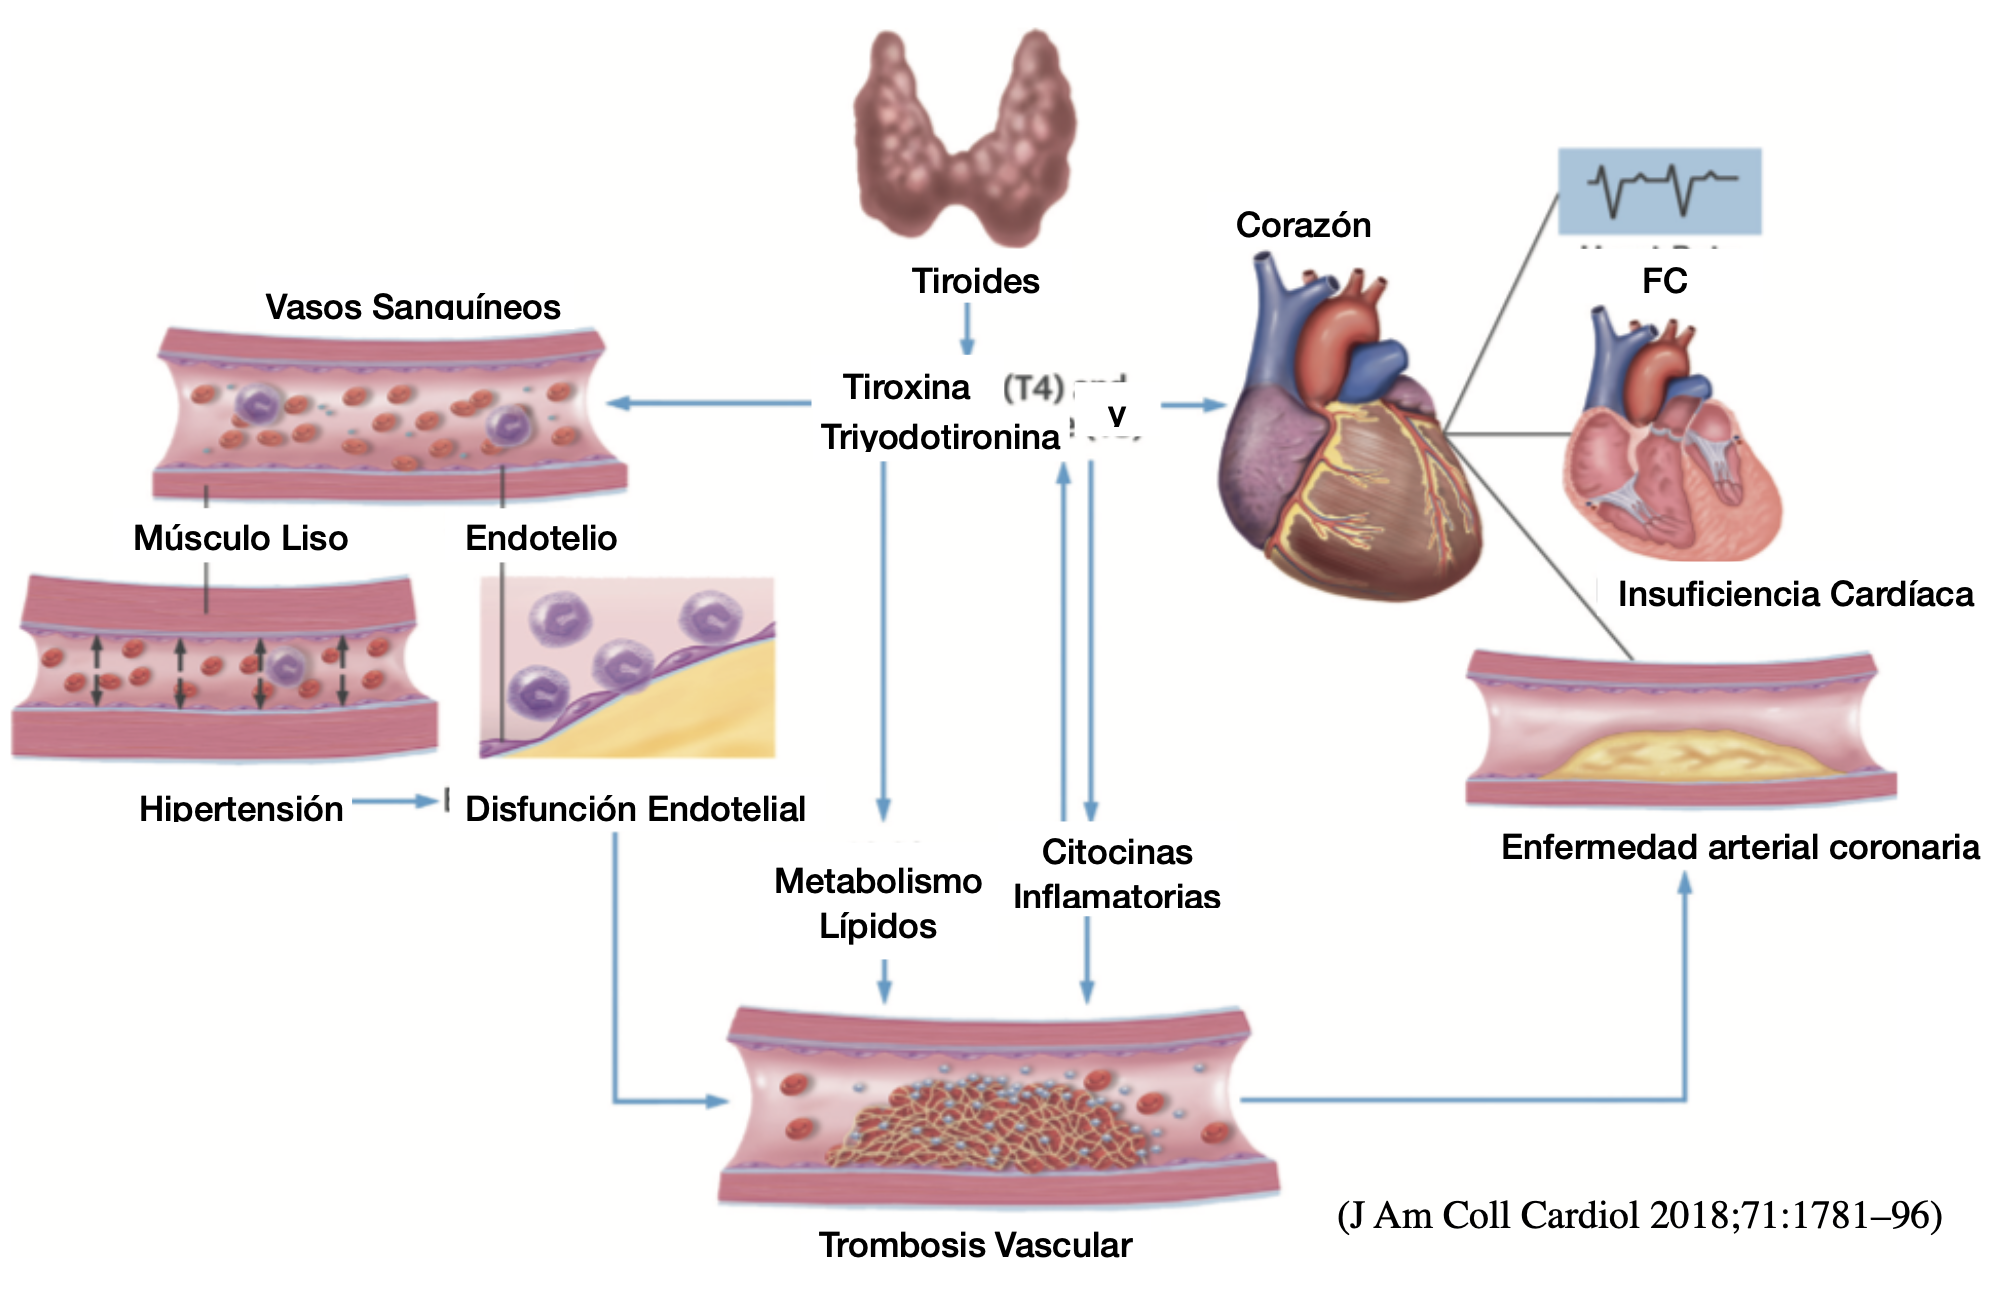 Corazón
Tiroides
FC
Vasos Sanguíneos
Tiroxina (T4)
y
Triyodotironina
Músculo Liso
Endotelio
Insuficiencia Cardíaca
Hipertensión
Disfunción Endotelial
Citocinas
Inflamatorias
Metabolismo
Lípidos
Enfermedad arterial coronaria
(J Am Coll Cardiol 2018;71:1781–96)
Trombosis Vascular